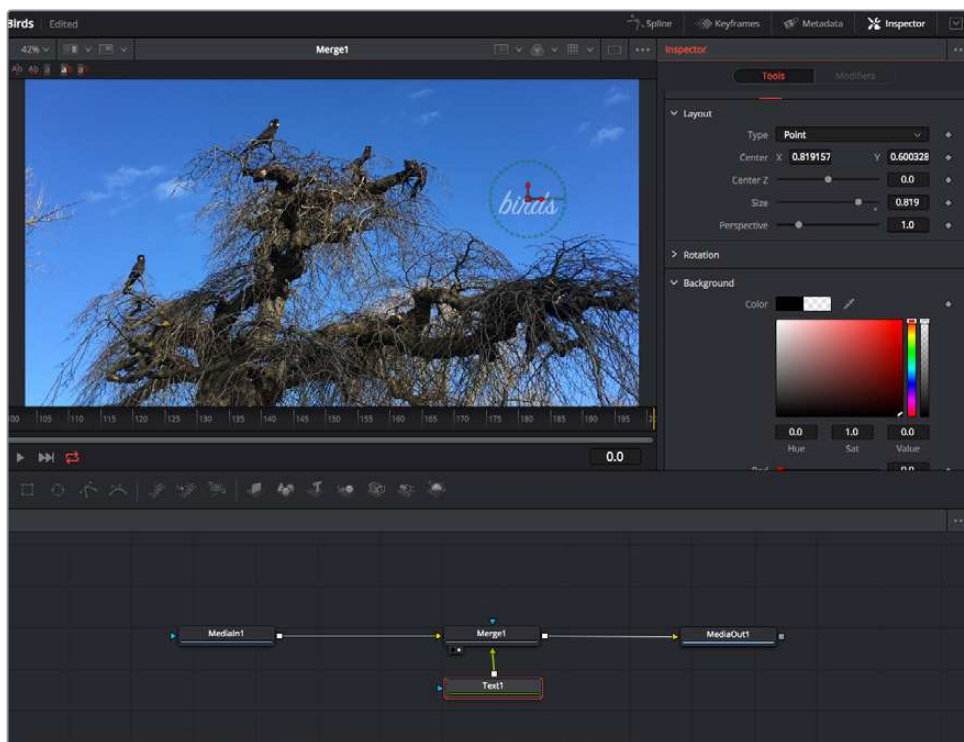 Birds Edited Spline Keyframes Metadata Inspector
42% Merge1 ••• Inspector
Tools Modifiers
Layout
Type Point
Center X 0.819157 Y 0.600328
Center Z 0.0
birds
Size 0.819
Perspective 1.0
Rotation
Background
Color
105 110 115 120 125 130 135 140 145 150 155 160 165 170 175 180 185 190 195
0.0 1.0 0.0
Hue Sat Value
0.0
MediaIn1 Merge1 MediaOut1
Text1